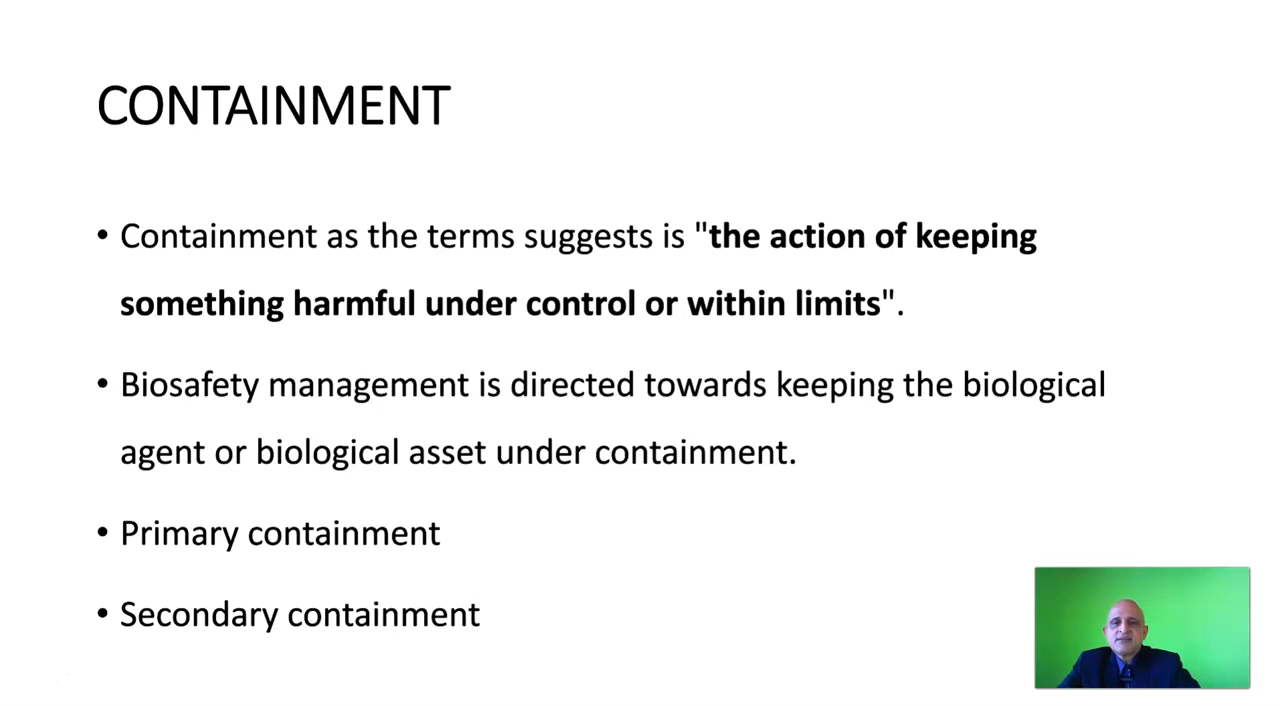 CONTAINMENT
• Containment as the terms suggests is "the action of keeping
something harmful under control or within limits".
• Biosafety management is directed towards keeping the biological
agent or biological asset under containment.
• Primary containment
• Secondary containment